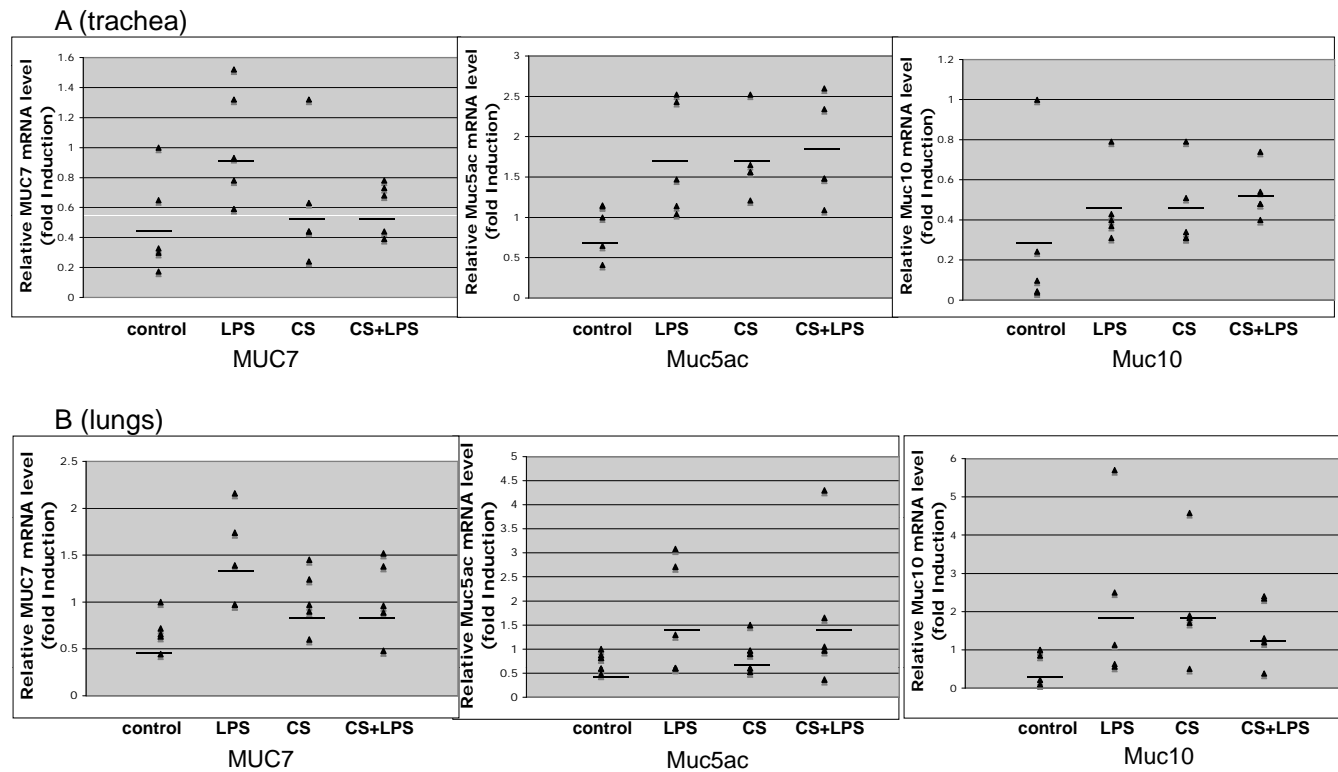 A (trachea)
Relative MUC7 mRNA level
(fold Induction)
1.6
1.4
1.2
1
0.8
0.6
0.4
0.2
0
control LPS CS CS+LPS
MUC7
Relative Muc5ac mRNA level
(fold Induction)
3
2.5
2
1.5
1
0.5
0
control LPS CS CS+LPS
Muc5ac
Relative Muc10 mRNA level
(fold Induction)
1.2
1
0.8
0.6
0.4
0.2
0
control LPS CS CS+LPS
Muc10
B (lungs)
Relative MUC7 mRNA level
(fold Induction)
2.5
2
1.5
1
0.5
0
control LPS CS CS+LPS
MUC7
Relative Muc5ac mRNA level
(fold Induction)
5
4.5
4
3.5
3
2.5
2
1.5
1
0.5
0
control LPS CS CS+LPS
Muc5ac
Relative Muc10 mRNA level
(fold Induction)
6
5
4
3
2
1
0
control LPS CS CS+LPS
Muc10